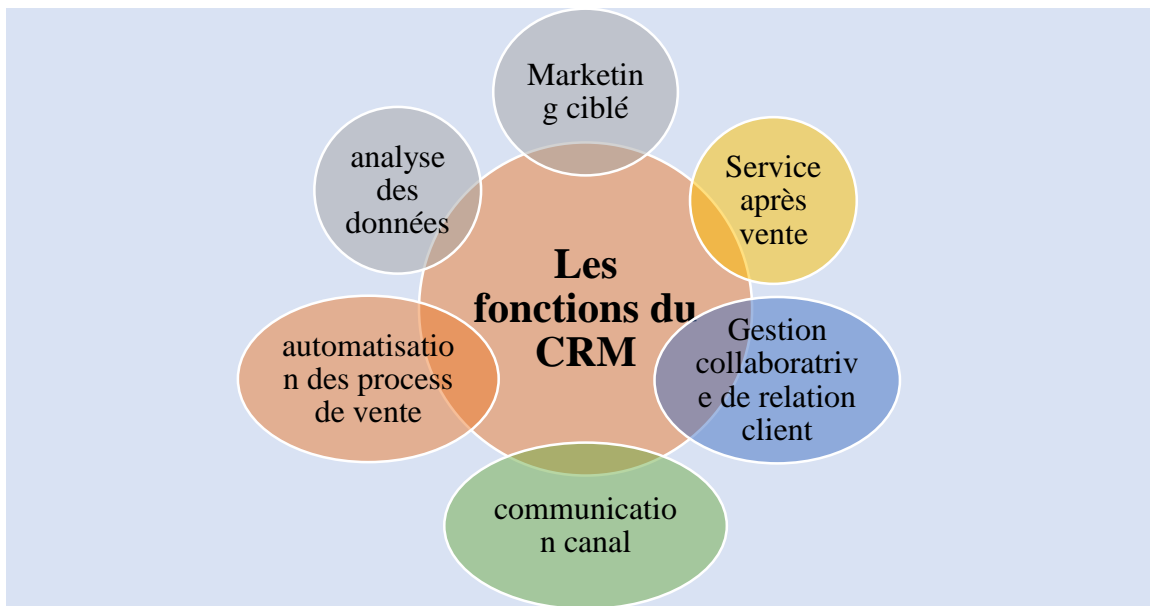 Marketin
g ciblé
Service
après
vente
Gestion
collaboratriv
e de relation
client
communicatio
n canal
automatisatio
n des process
de vente
analyse
des
données
Les
fonctions du
CRM